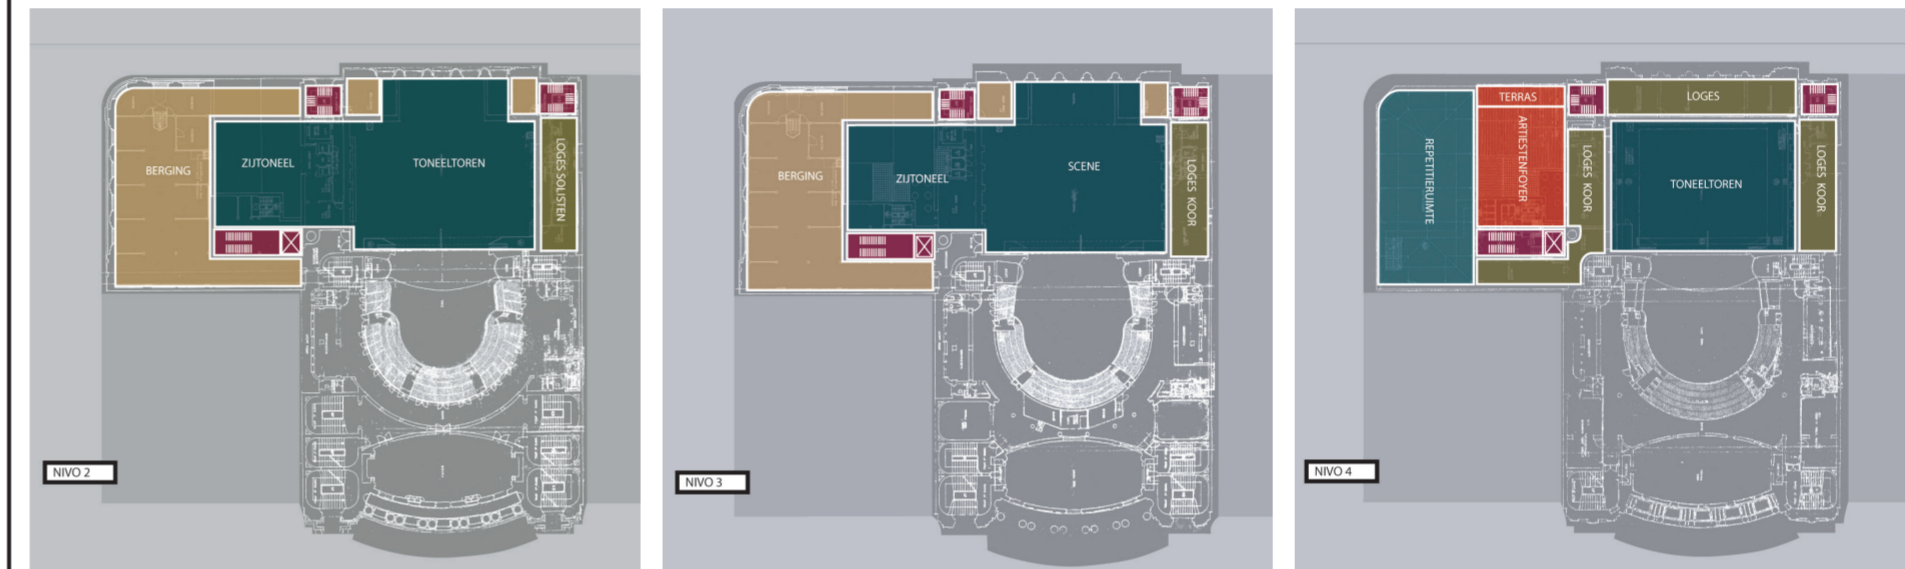 BERGING
ZIJTONEEL
TONEELTOREN
LOGES SOLISTEN
NIVO 2
BERGING
ZIJTONEEL
SCENE
LOGES KOOR
NIVO 3
TERRAS
LOGES
REPETITIERUIMTE
ARTIESTENFOYER
LOGES KOOR
TONEELTOREN
LOGES KOOR
NIVO 4